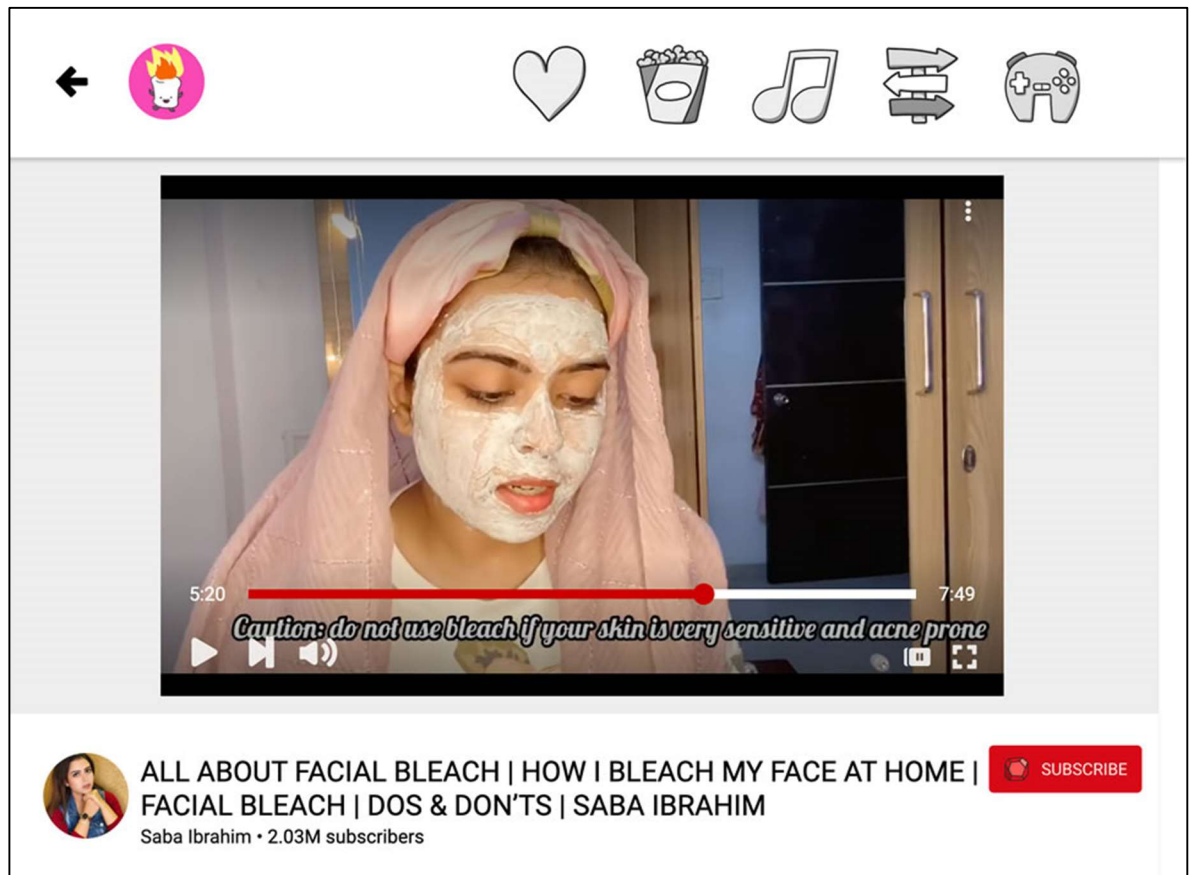 5:20
7:49
Caution: do not use bleach if your skin is very sensitive and acne prone
ALL ABOUT FACIAL BLEACH | HOW I BLEACH MY FACE AT HOME |
FACIAL BLEACH | DOS & DON’TS | SABA IBRAHIM
SUBSCRIBE
Saba Ibrahim • 2.03M subscribers